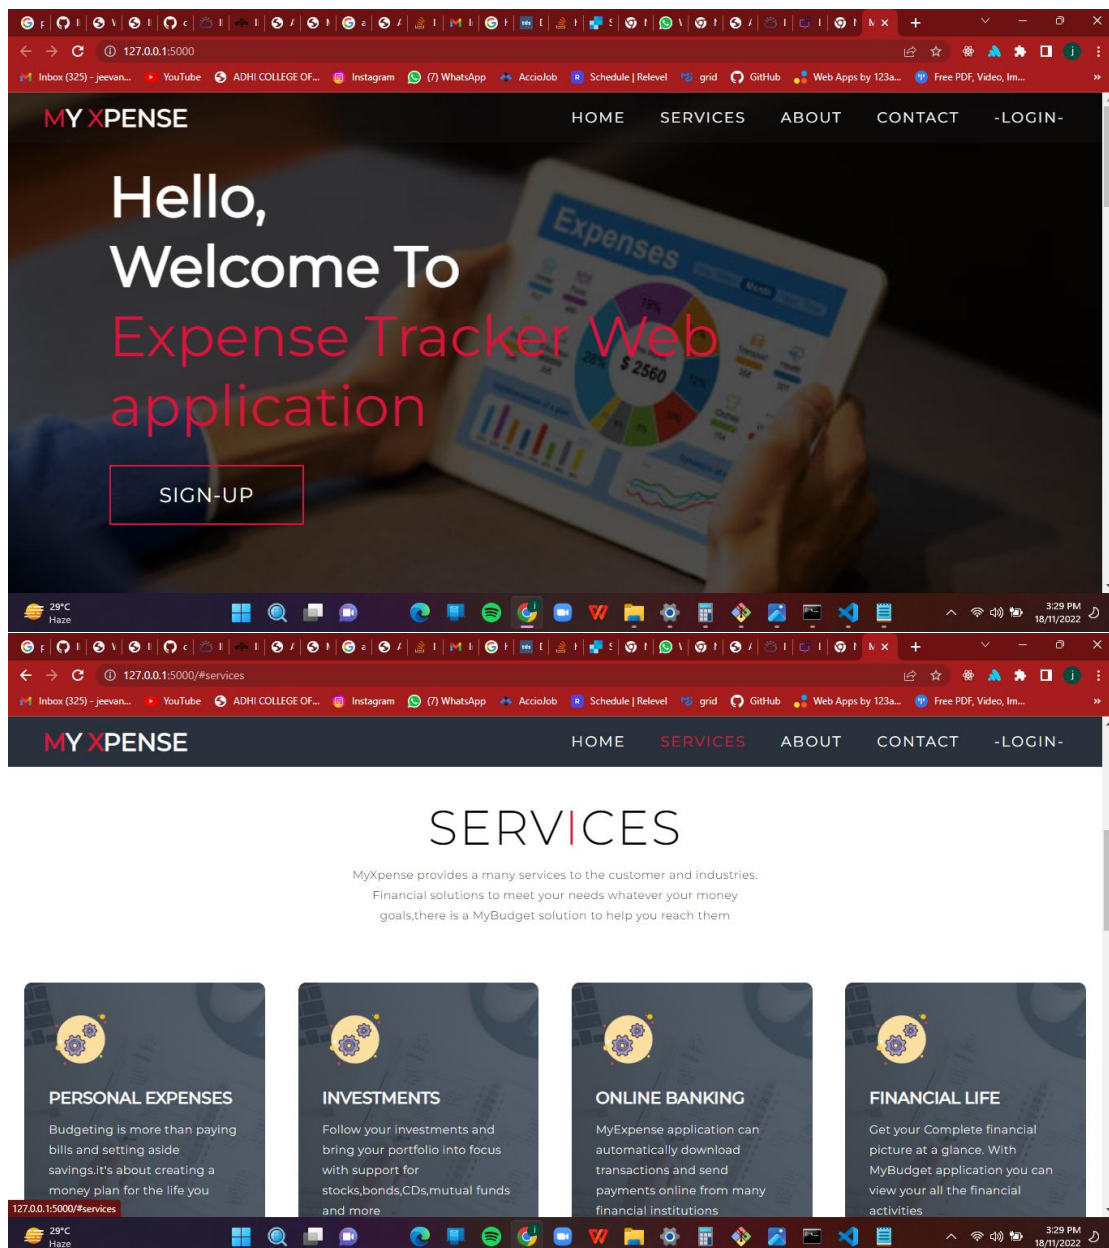 127.0.0.1:5000
Inbox (325) - jeevan... YouTube ADHI COLLEGE OF... Instagram (7) WhatsApp AccioJob Schedule | Relevel grid GitHub Web Apps by 123a... Free PDF, Video, Im... »
MY XPENSE HOME SERVICES ABOUT CONTACT -LOGIN-
Hello,
Welcome To
Expense Tracker Web
application
SIGN-UP
Expenses
Month
19%
28%
$ 2560
12%
29°C
Haze
3:29 PM
18/11/2022
127.0.0.1:5000/#services
Inbox (325) - jeevan... YouTube ADHI COLLEGE OF... Instagram (7) WhatsApp AccioJob Schedule | Relevel grid GitHub Web Apps by 123a... Free PDF, Video, Im... »
MY XPENSE HOME SERVICES ABOUT CONTACT -LOGIN-
SERVICES
MyXpense provides a many services to the customer and industries.
Financial solutions to meet your needs whatever your money
goals,there is a MyBudget solution to help you reach them
PERSONAL EXPENSES
Budgeting is more than paying
bills and setting aside
savings.it's about creating a
money plan for the life you
INVESTMENTS
Follow your investments and
bring your portfolio into focus
with support for
stocks,bonds,CDs,mutual funds
and more
ONLINE BANKING
MyExpense application can
automatically download
transactions and send
payments online from many
financial institutions
FINANCIAL LIFE
Get your Complete financial
picture at a glance. With
MyBudget application you can
view your all the financial
activities
127.0.0.1:5000/#services
29°C
Haze
3:29 PM
18/11/2022